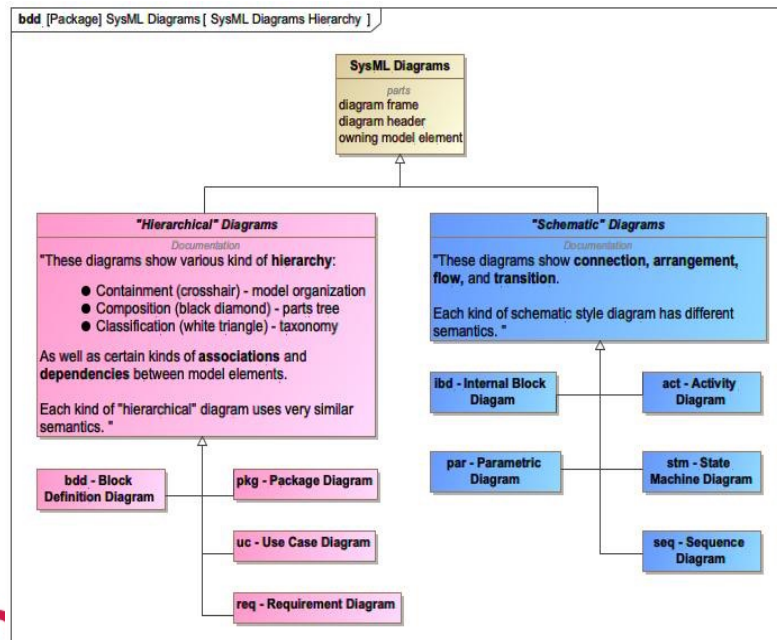 bdd [Package] SysML Diagrams [ SysML Diagrams Hierarchy ]
SysML Diagrams
parts
diagram frame
diagram header
owning model element
"Hierarchical" Diagrams
Documentation
"These diagrams show various kind of hierarchy:
● Containment (crosshair) - model organization
● Composition (black diamond) - parts tree
● Classification (white triangle) - taxonomy
As well as certain kinds of associations and
dependencies between model elements.
Each kind of "hierarchical" diagram uses very similar
semantics. "
"Schematic" Diagrams
Documentation
"These diagrams show connection, arrangement,
flow, and transition.
Each kind of schematic style diagram has different
semantics. "
bdd - Block
Definition Diagram
pkg - Package Diagram
uc - Use Case Diagram
req - Requirement Diagram
ibd - Internal Block
Diagam
act - Activity
Diagram
par - Parametric
Diagram
stm - State
Machine Diagram
seq - Sequence
Diagram